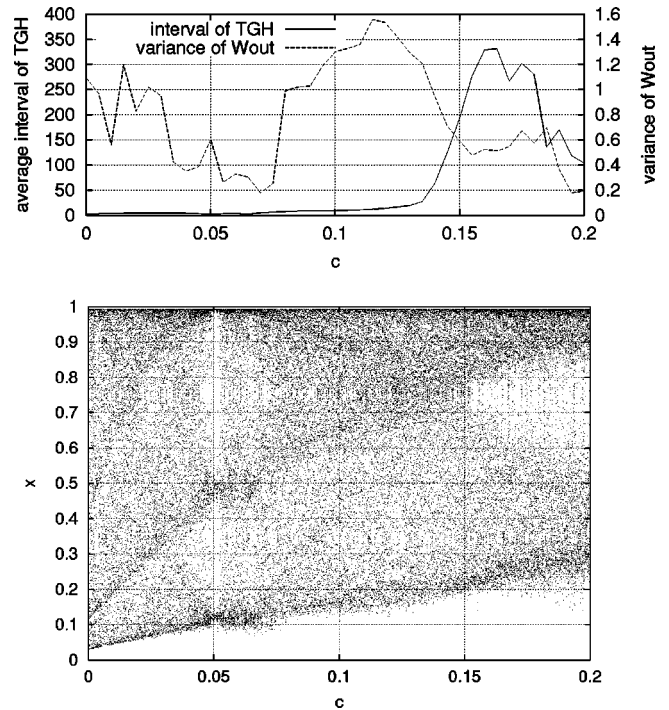 400 1.6
350 1.4
300 1.2
250 1
200 0.8
150 0.6
100 0.4
50 0.2
0 0
interval of TGH
variance of Wout
average interval of TGH
variance of Wout
0 0.05 0.1 0.15 0.2
c
1
0.9
0.8
0.7
0.6
0.5
0.4
0.3
0.2
0.1
0
x
0 0.05 0.1 0.15 0.2
c